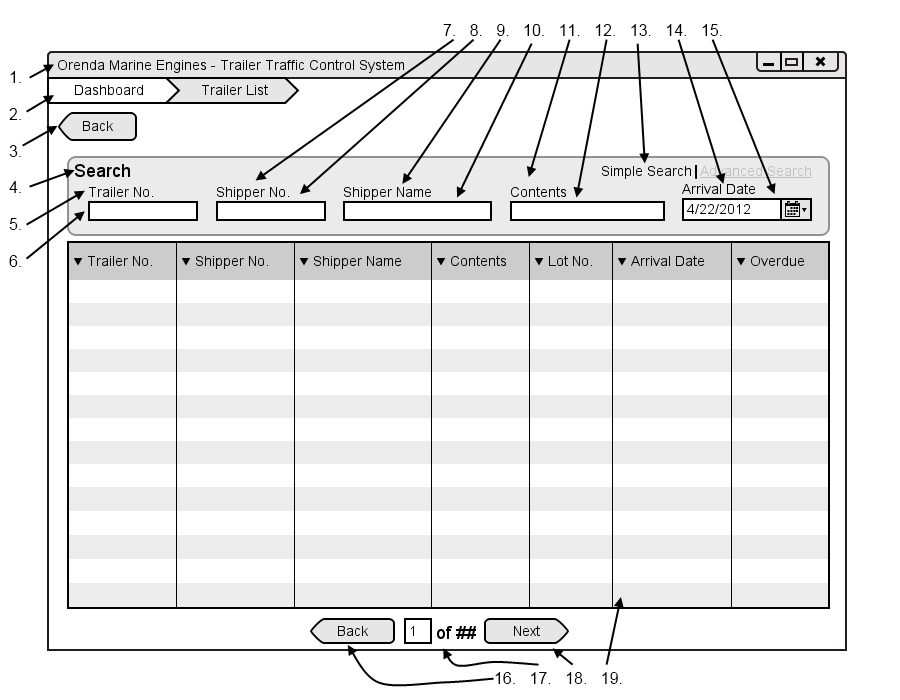 7. 8. 9. 10. 11. 12. 13. 14. 15.
1. Orenda Marine Engines - Trailer Traffic Control System
Dashboard Trailer List
2.
Back
3.
Search Simple Search | Advanced Search
4.
Trailer No. Shipper No. Shipper Name Contents Arrival Date
4/22/2012
5.
6.
Trailer No. Shipper No. Shipper Name Contents Lot No. Arrival Date Overdue
Back 1 of ## Next
16. 17. 18. 19.